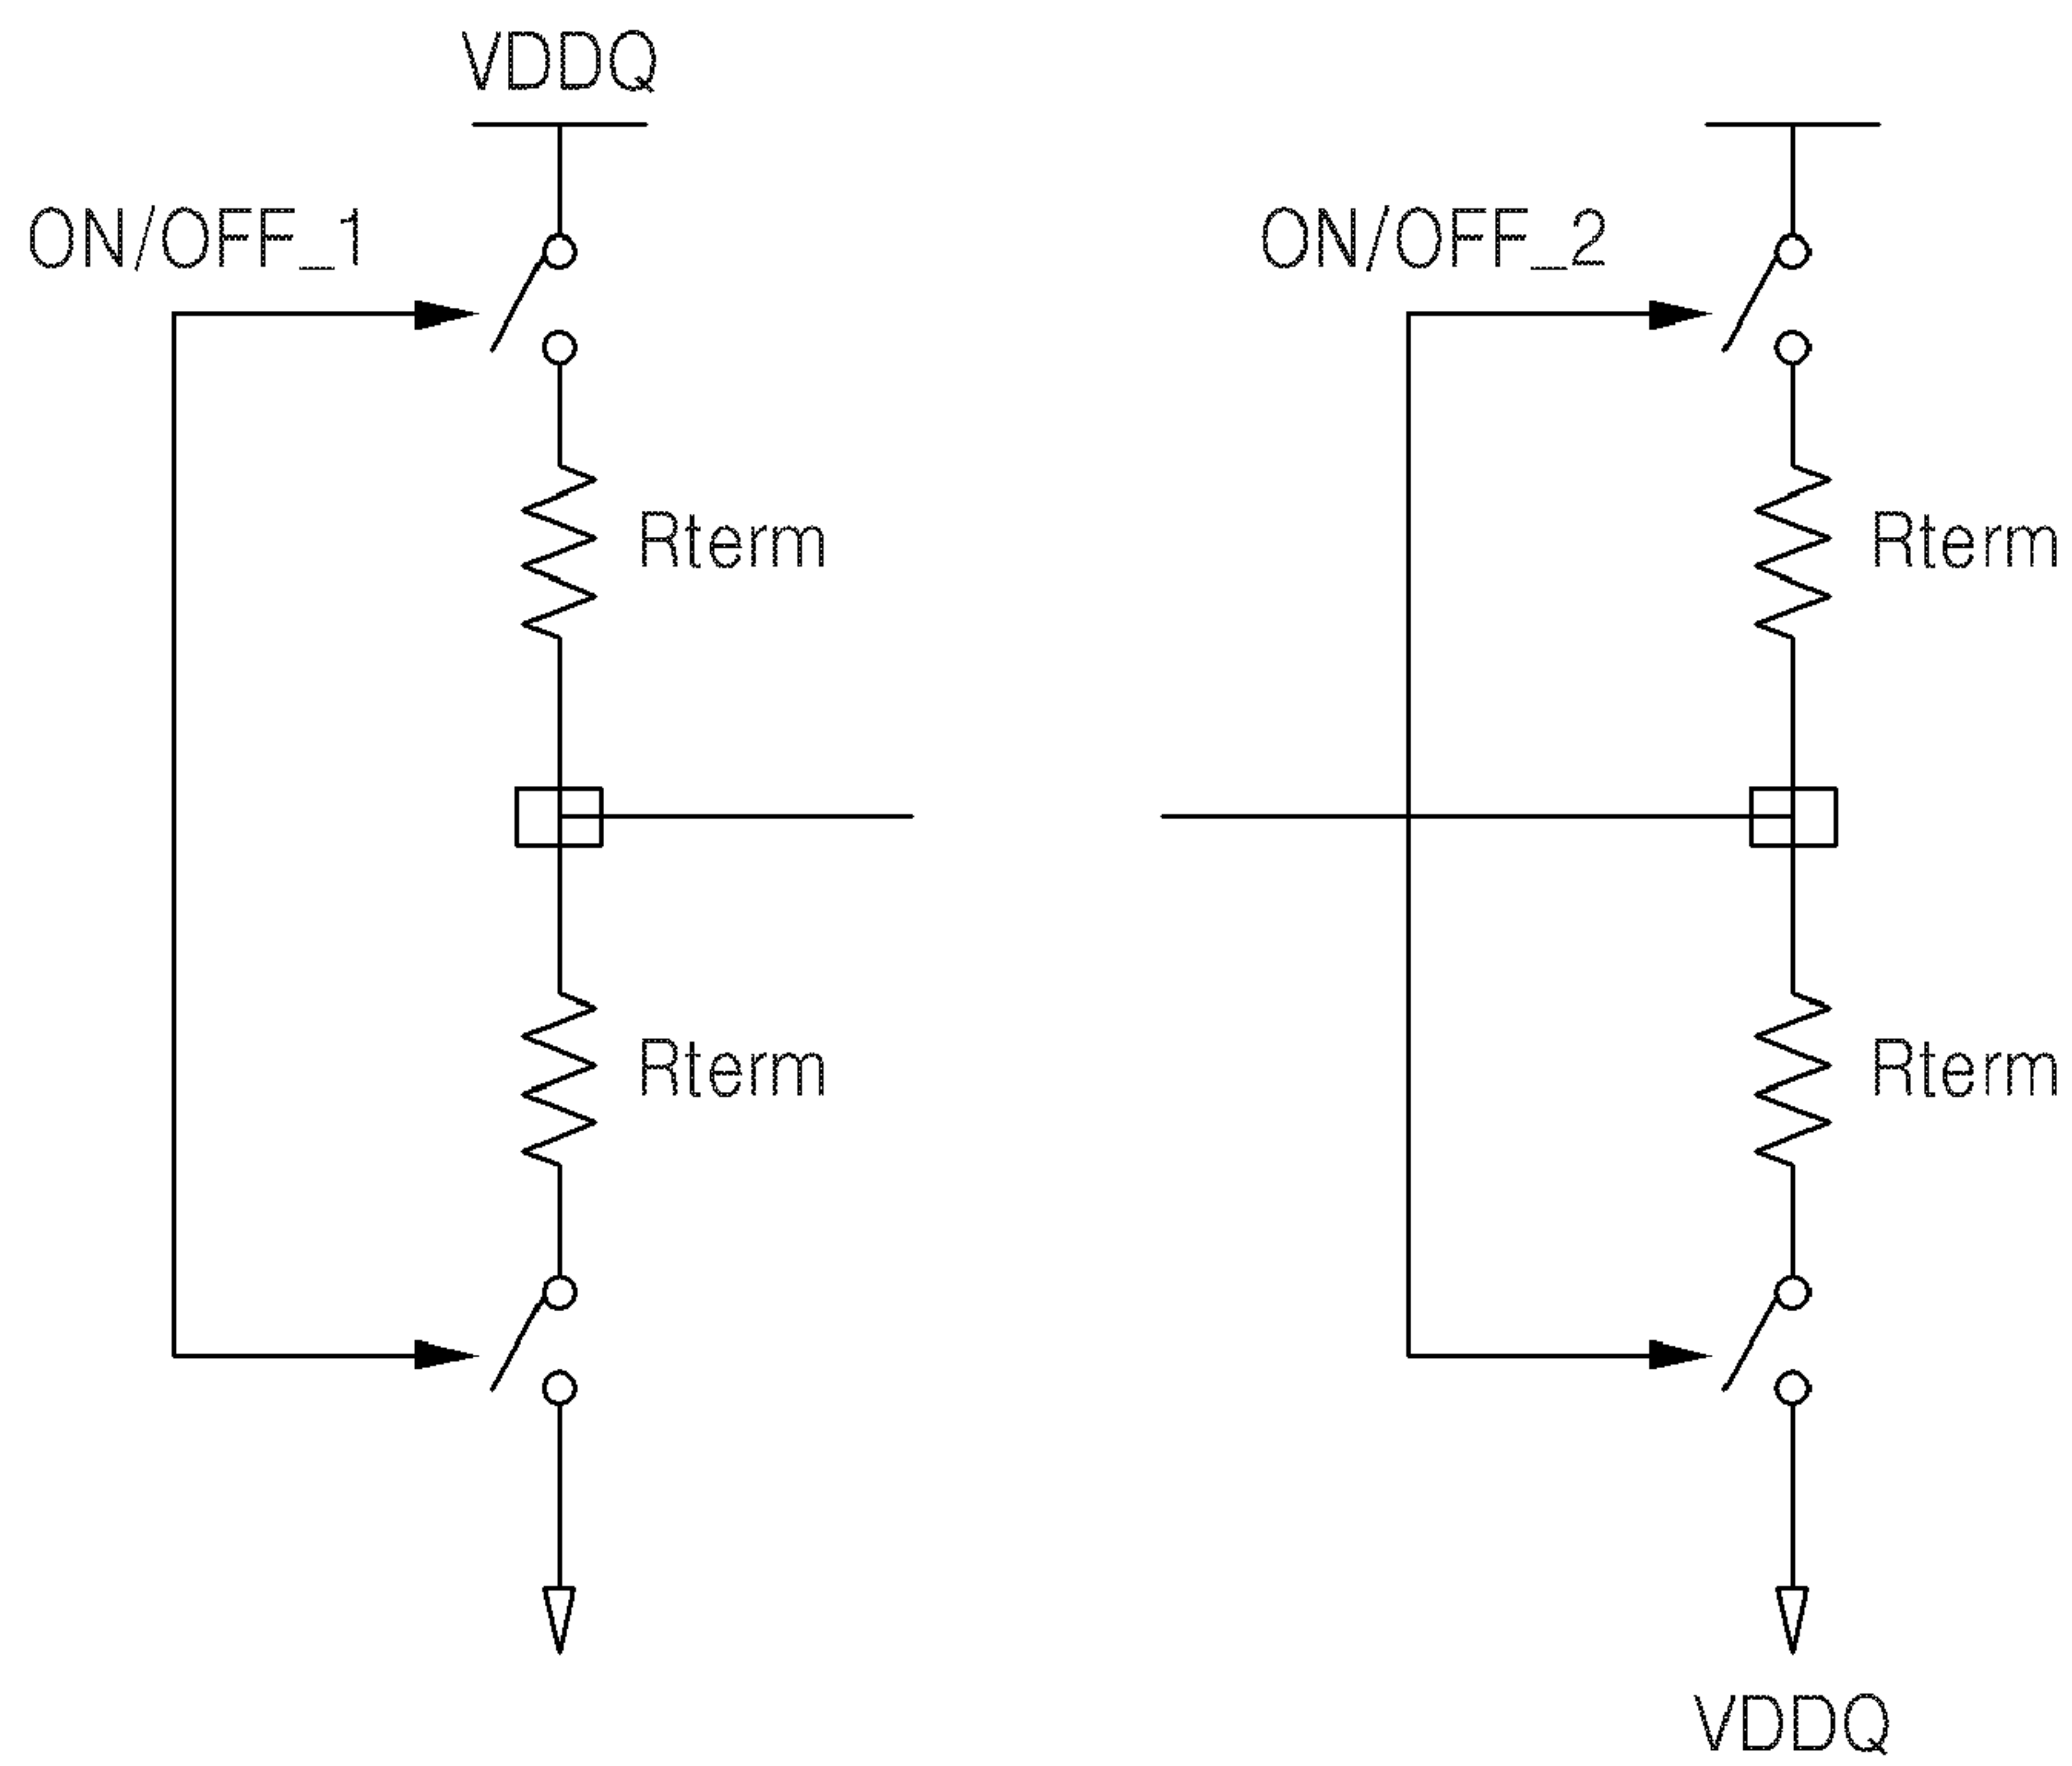 VDDQ
ON/OFF_1
ON/OFF_2
Rterm
Rterm
Rterm
Rterm
VDDQ